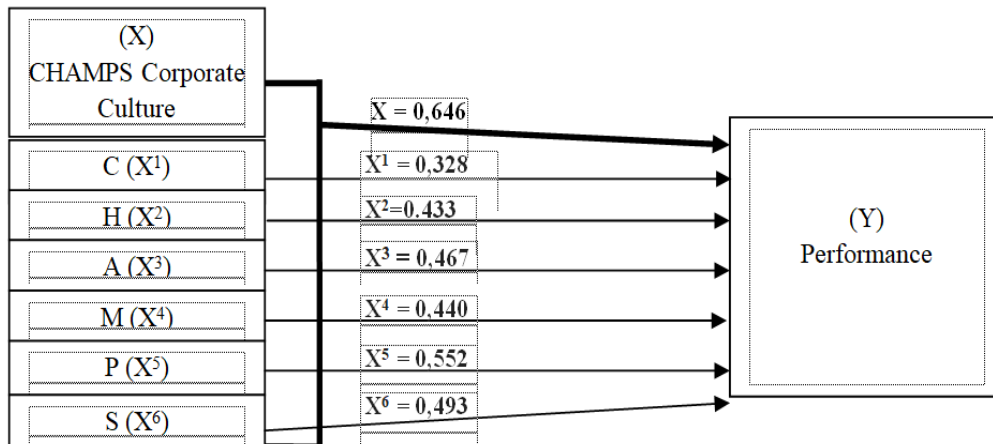 (X)
CHAMPS Corporate
Culture
X = 0,646
C (X¹)
X¹ = 0,328
H (X²)
X²=0.433
A (X³)
X³ = 0,467
M (X⁴)
X⁴ = 0,440
P (X⁵)
X⁵ = 0,552
S (X⁶)
X⁶ = 0,493
(Y)
Performance